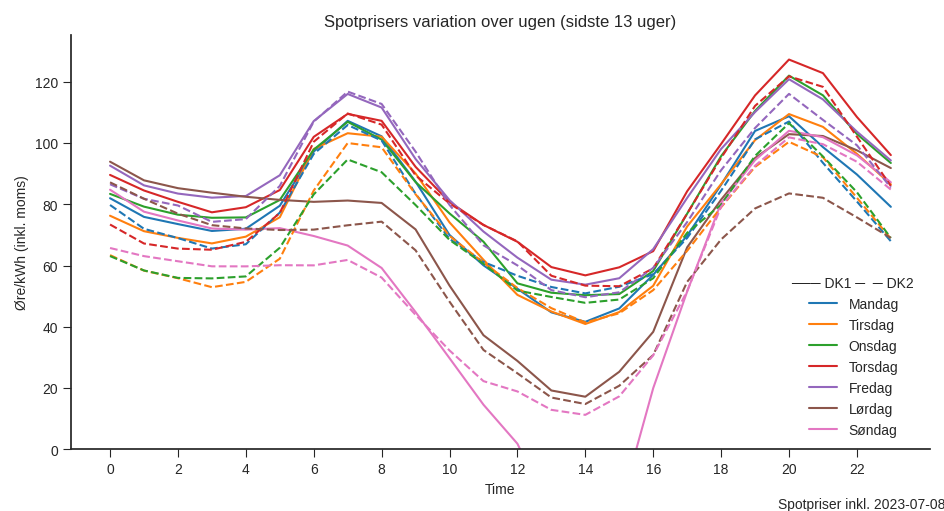 Spotprisers variation over ugen (sidste 13 uger)
Øre/kWh (inkl. moms)
120
100
80
60
40
20
0
0 2 4 6 8 10 12 14 16 18 20 22
Time
DK1 DK2
Mandag
Tirsdag
Onsdag
Torsdag
Fredag
Lørdag
Søndag
Spotpriser inkl. 2023-07-08